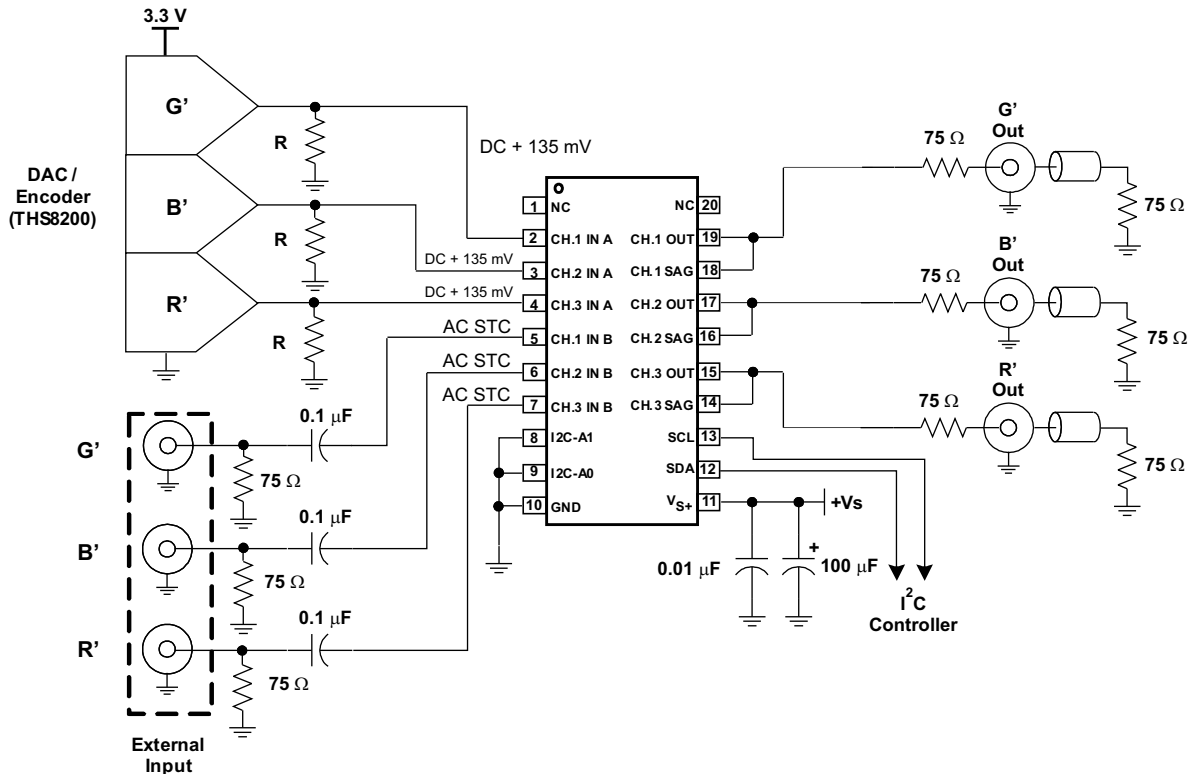 3.3 V
DAC /
Encoder
(THS8200)
G’
B’
R’
R
R
R
DC + 135 mV
DC + 135 mV
DC + 135 mV
AC STC
AC STC
AC STC
1 NC
2 CH.1 IN A
3 CH.2 IN A
4 CH.3 IN A
5 CH.1 IN B
6 CH.2 IN B
7 CH.3 IN B
8 I2C-A1
9 I2C-A0
10 GND
NC 20
CH.1 OUT 19
CH.1 SAG 18
CH.2 OUT 17
CH.2 SAG 16
CH.3 OUT 15
CH.3 SAG 14
SCL 13
SDA 12
VS+ 11
75 Ω
G’
Out
75 Ω
75 Ω
B’
Out
75 Ω
75 Ω
R’
Out
75 Ω
+Vs
0.01 µF
+
100 µF
I2C
Controller
G’
0.1 µF
75 Ω
B’
0.1 µF
75 Ω
R’
0.1 µF
75 Ω
External
Input